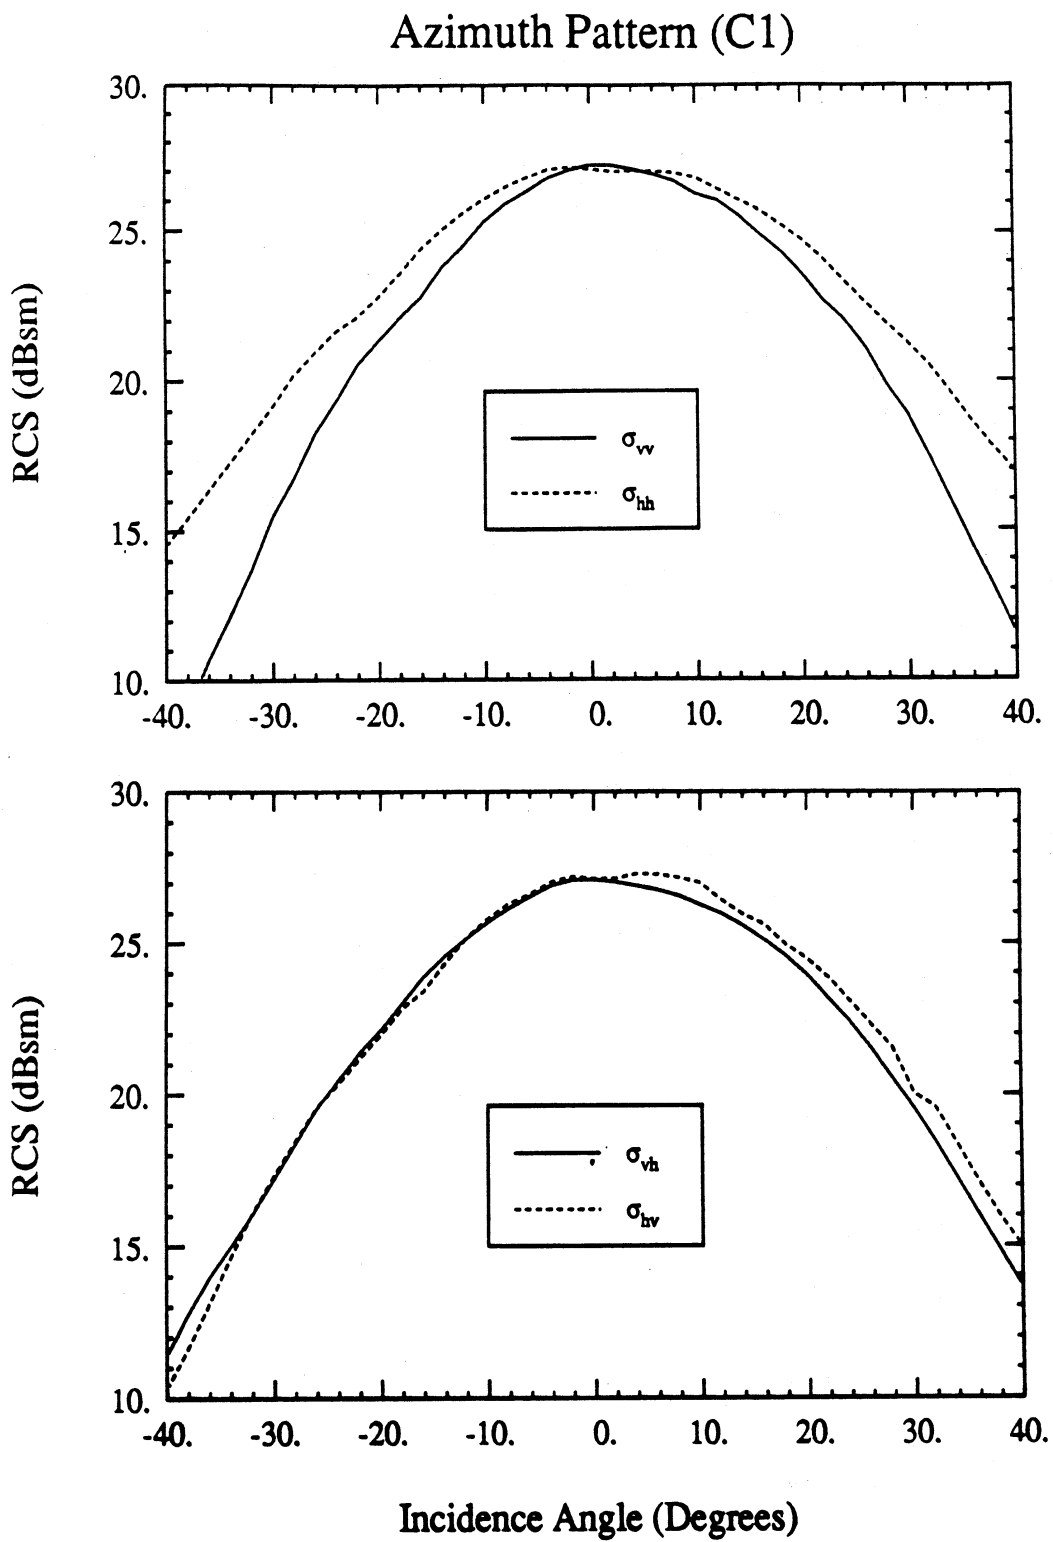 Azimuth Pattern (C1)
30.
25.
20.
15.
10.
RCS (dBsm)
σvv
σhh
-40. -30. -20. -10. 0. 10. 20. 30. 40.
30.
25.
20.
15.
10.
RCS (dBsm)
σvh
σhv
-40. -30. -20. -10. 0. 10. 20. 30. 40.
Incidence Angle (Degrees)